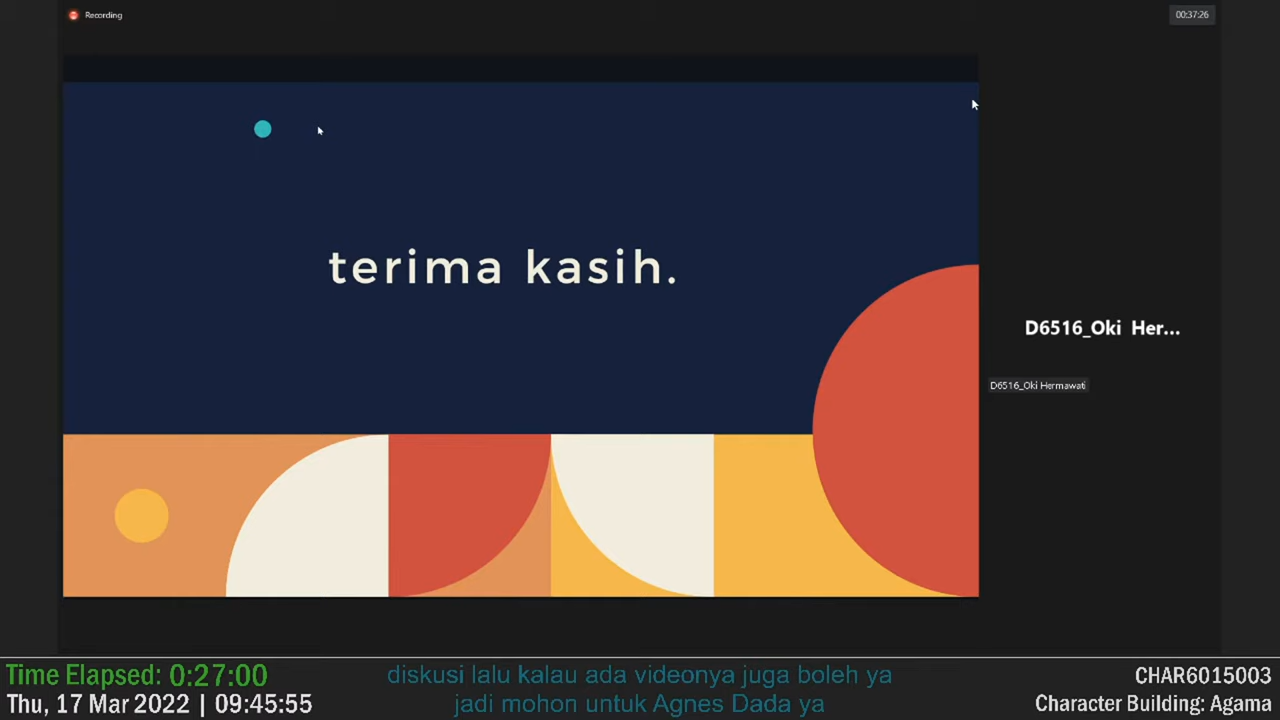 Recording
00:37:26
terima kasih.
D6516_Oki Her...
D6516_Oki Hermawati
Time Elapsed: 0:27:00
Thu, 17 Mar 2022 | 09:45:55
diskusi lalu kalau ada videonya juga boleh ya
jadi mohon untuk Agnes Dada ya
CHAR6015003
Character Building: Agama